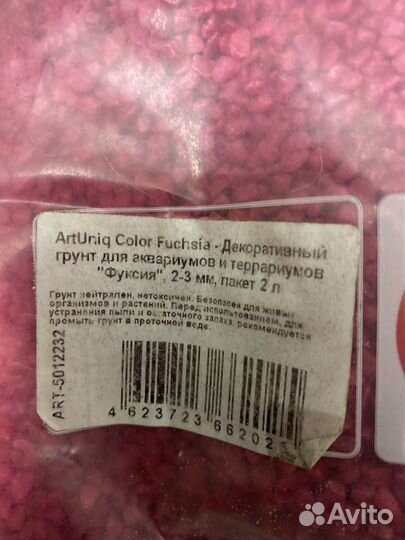 ArtUniq Color Fuchsia - Декоративный
грунт для аквариумов и террариумов
"Фуксия", 2-3 мм, пакет 2 л
Грунт нейтрален, нетоксичен. Безопасен для живых
организмов и растений. Перед использованием, для
устранения пыли и остаточного запаха, рекомендуется
промыть грунт в проточной воде.
ART-5012232
4 623723 66202
Avito